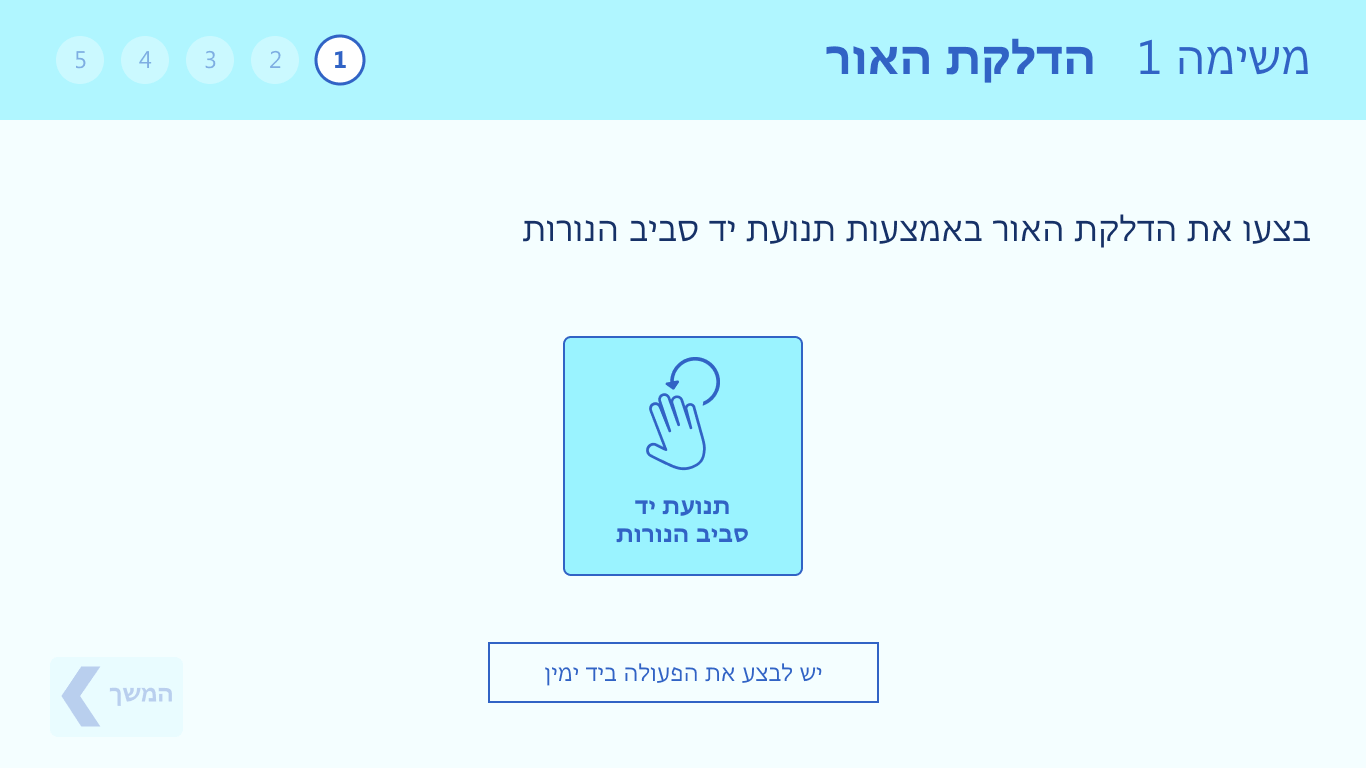 משימה 1 הדלקת האור
1 2 3 4 5
בצעו את הדלקת האור באמצעות תנועת יד סביב הנורות
תנועת יד
סביב הנורות
יש לבצע את הפעולה ביד ימין
המשך